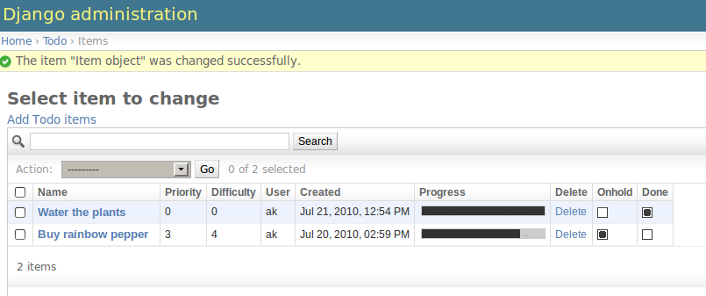 Django administration
Home › Todo › Items
The item "Item object" was changed successfully.
Select item to change
Add Todo items
Search
Action: --------- Go 0 of 2 selected
Name Priority Difficulty User Created Progress Delete Onhold Done
Water the plants 0 0 ak Jul 21, 2010, 12:54 PM Delete
Buy rainbow pepper 3 4 ak Jul 20, 2010, 02:59 PM Delete
2 items